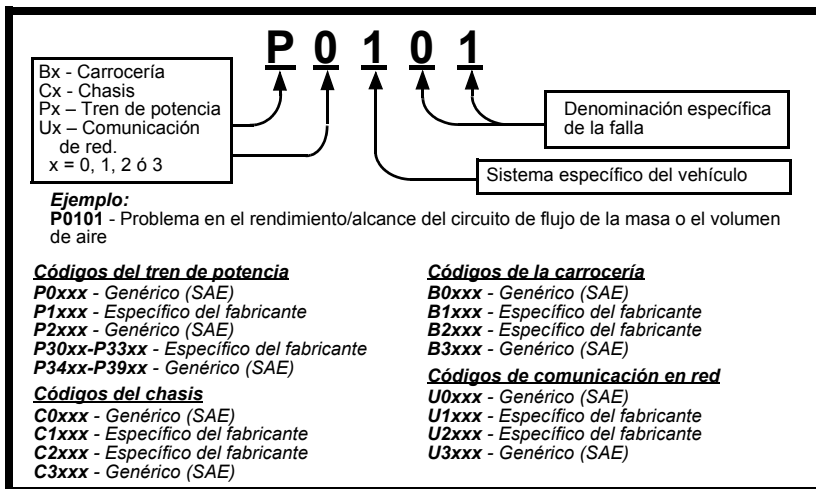 P 0 1 0 1
Bx - Carrocería
Cx - Chasis
Px – Tren de potencia
Ux – Comunicación
de red.
x = 0, 1, 2 ó 3
Denominación específica
de la falla
Sistema específico del vehículo
Ejemplo:
P0101 - Problema en el rendimiento/alcance del circuito de flujo de la masa o el volumen
de aire
Códigos del tren de potencia
P0xxx - Genérico (SAE)
P1xxx - Específico del fabricante
P2xxx - Genérico (SAE)
P30xx-P33xx - Específico del fabricante
P34xx-P39xx - Genérico (SAE)
Códigos del chasis
C0xxx - Genérico (SAE)
C1xxx - Específico del fabricante
C2xxx - Específico del fabricante
C3xxx - Genérico (SAE)
Códigos de la carrocería
B0xxx - Genérico (SAE)
B1xxx - Específico del fabricante
B2xxx - Específico del fabricante
B3xxx - Genérico (SAE)
Códigos de comunicación en red
U0xxx - Genérico (SAE)
U1xxx - Específico del fabricante
U2xxx - Específico del fabricante
U3xxx - Genérico (SAE)